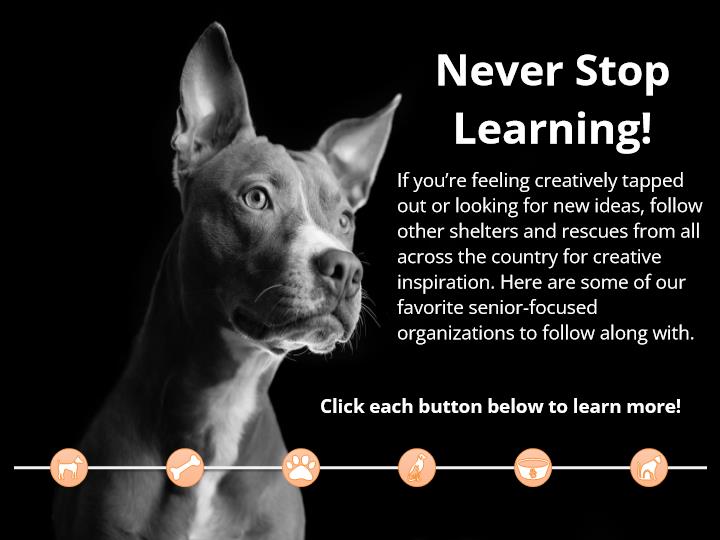 Never Stop
Learning!
If you’re feeling creatively tapped
out or looking for new ideas, follow
other shelters and rescues from all
across the country for creative
inspiration. Here are some of our
favorite senior-focused
organizations to follow along with.
Click each button below to learn more!